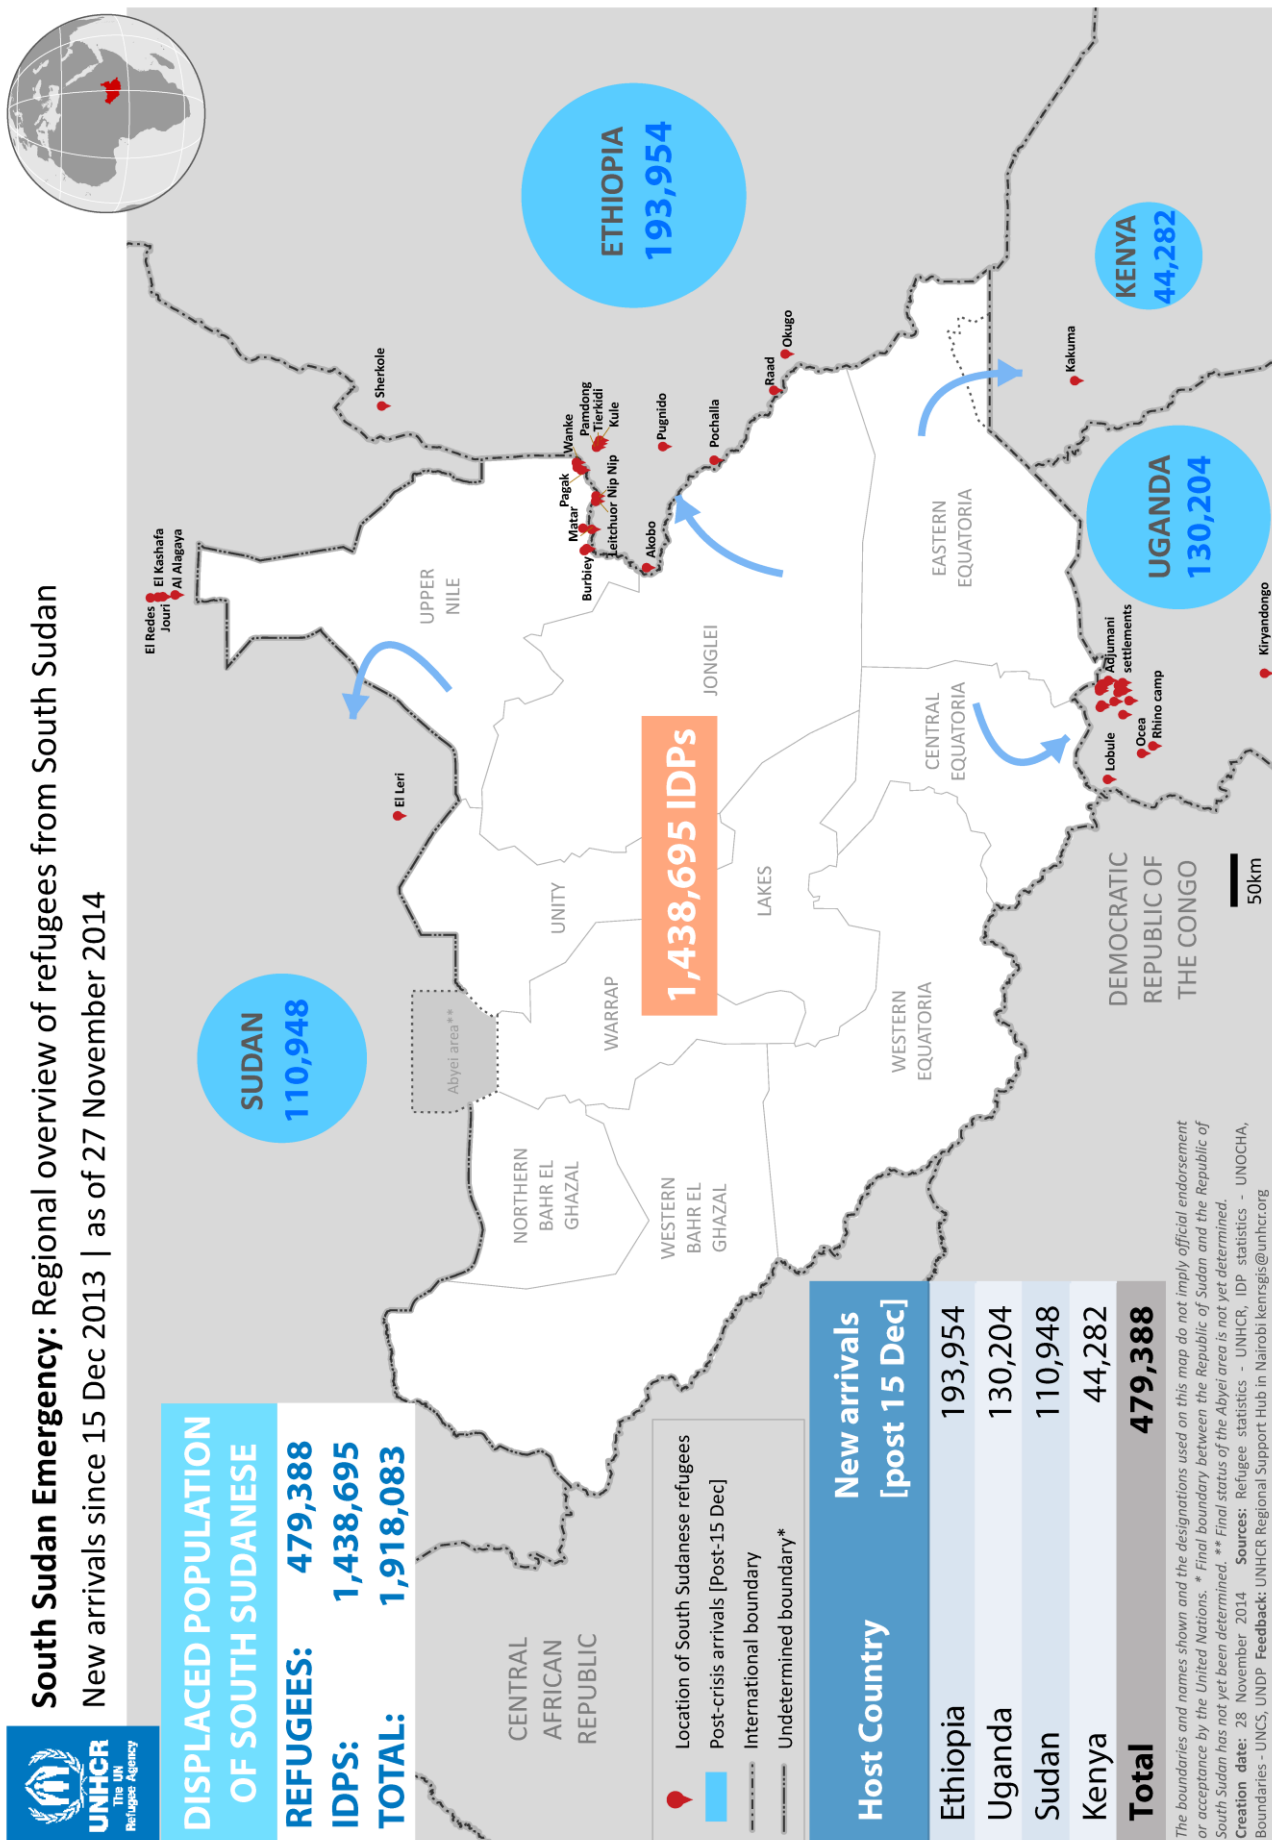 UNHCR
The UN
Refugee Agency
South Sudan Emergency: Regional overview of refugees from South Sudan
New arrivals since 15 Dec 2013 | as of 27 November 2014
DISPLACED POPULATION
OF SOUTH SUDANESE
REFUGEES: 479,388
IDPS: 1,438,695
TOTAL: 1,918,083
SUDAN
110,948
ETHIOPIA
193,954
KENYA
44,282
UGANDA
130,204
1,438,695 IDPs
El Redes
El Kashafa
Jouri
Al Alagaya
El Leri
Sherkole
Wanke
Pamdong
Tierkidi
Kule
Pagak
Nip Nip
Matar
Leitchuor
Burbiey
Akobo
Pugnido
Pochalla
Raad
Okugo
Kakuma
Adjumani
settlements
Lobule
Ocea
Rhino camp
Kiryandongo
Abyei area**
UPPER
NILE
UNITY
WARRAP
NORTHERN
BAHR EL
GHAZAL
WESTERN
BAHR EL
GHAZAL
JONGLEI
LAKES
WESTERN
EQUATORIA
CENTRAL
EQUATORIA
EASTERN
EQUATORIA
CENTRAL
AFRICAN
REPUBLIC
DEMOCRATIC
REPUBLIC OF
THE CONGO
50km
Location of South Sudanese refugees
Post-crisis arrivals [Post-15 Dec]
International boundary
Undetermined boundary*
Host Country New arrivals
[post 15 Dec]
Ethiopia 193,954
Uganda 130,204
Sudan 110,948
Kenya 44,282
Total 479,388
The boundaries and names shown and the designations used on this map do not imply official endorsement
or acceptance by the United Nations. * Final boundary between the Republic of Sudan and the Republic of
South Sudan has not yet been determined. ** Final status of the Abyei area is not yet determined.
Creation date: 28 November 2014 Sources: Refugee statistics - UNHCR, IDP statistics - UNOCHA,
Boundaries - UNCS, UNDP Feedback: UNHCR Regional Support Hub in Nairobi kenrsgis@unhcr.org